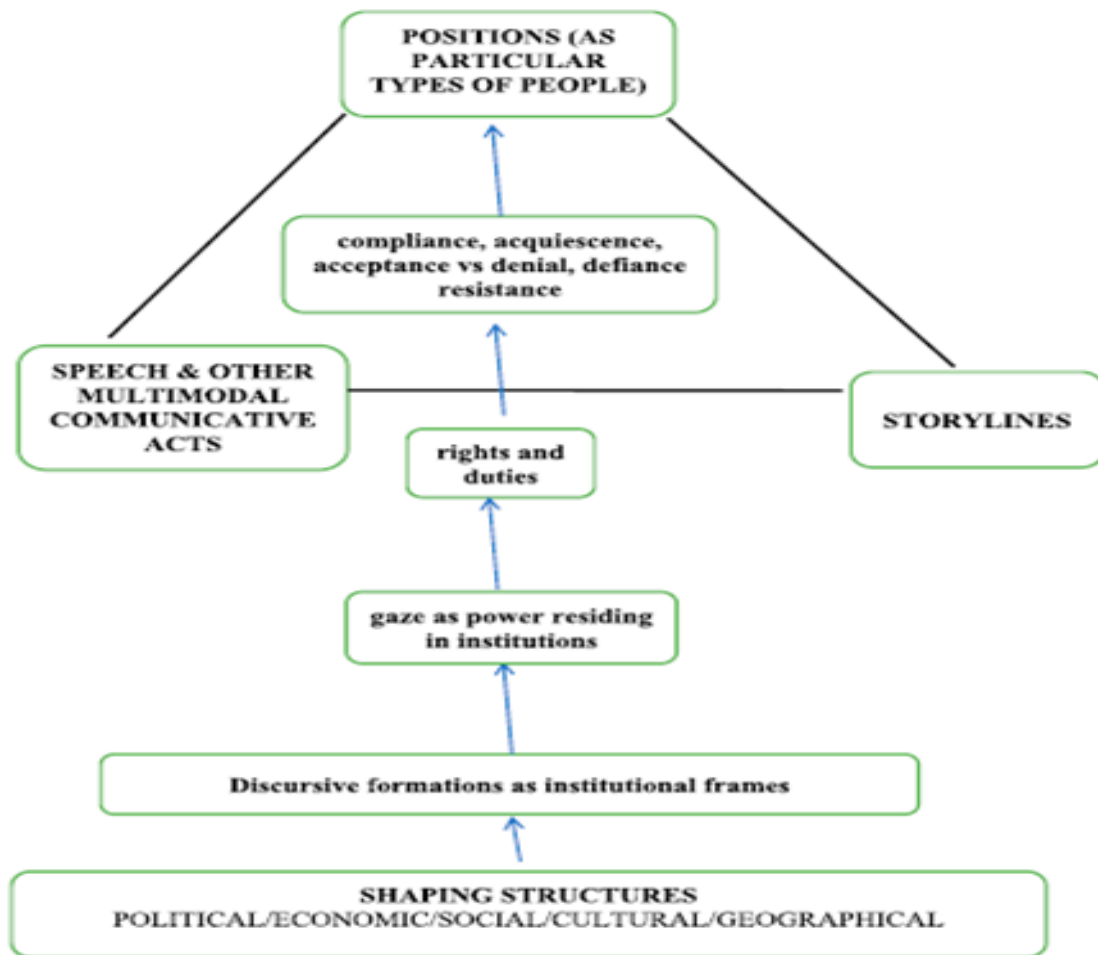 POSITIONS (AS
PARTICULAR
TYPES OF PEOPLE)
compliance, acquiescence,
acceptance vs denial, defiance
resistance
SPEECH & OTHER
MULTIMODAL
COMMUNICATIVE
ACTS
STORYLINES
rights and
duties
gaze as power residing
in institutions
Discursive formations as institutional frames
SHAPING STRUCTURES
POLITICAL/ECONOMIC/SOCIAL/CULTURAL/GEOGRAPHICAL